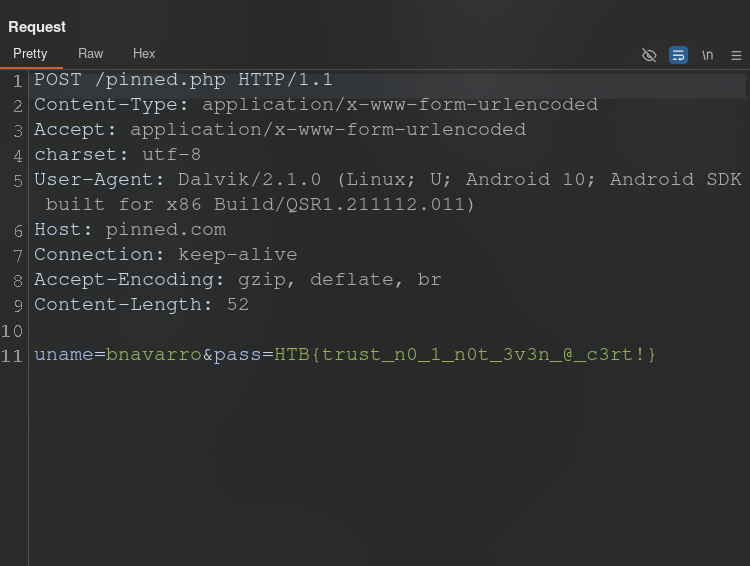 Request
Pretty Raw Hex \n
1 POST /pinned.php HTTP/1.1
2 Content-Type: application/x-www-form-urlencoded
3 Accept: application/x-www-form-urlencoded
4 charset: utf-8
5 User-Agent: Dalvik/2.1.0 (Linux; U; Android 10; Android SDK
built for x86 Build/QSR1.211112.011)
6 Host: pinned.com
7 Connection: keep-alive
8 Accept-Encoding: gzip, deflate, br
9 Content-Length: 52
10
11 uname=bnavarro&pass=HTB{trust_n0_1_n0t_3v3n_@_c3rt!}